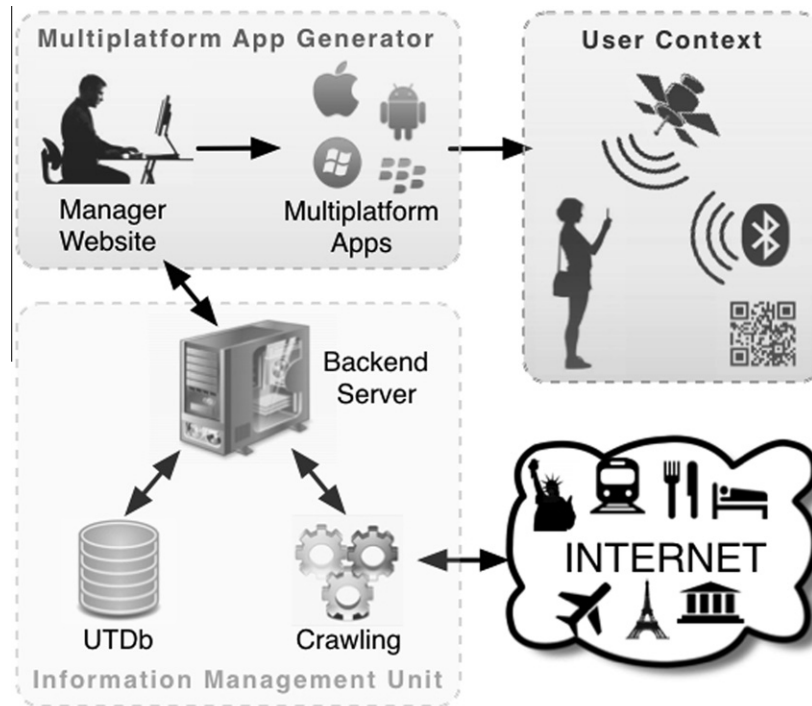 Multiplatform App Generator
Manager
Website
Multiplatform
Apps
User Context
Backend
Server
UTDb
Crawling
Information Management Unit
INTERNET